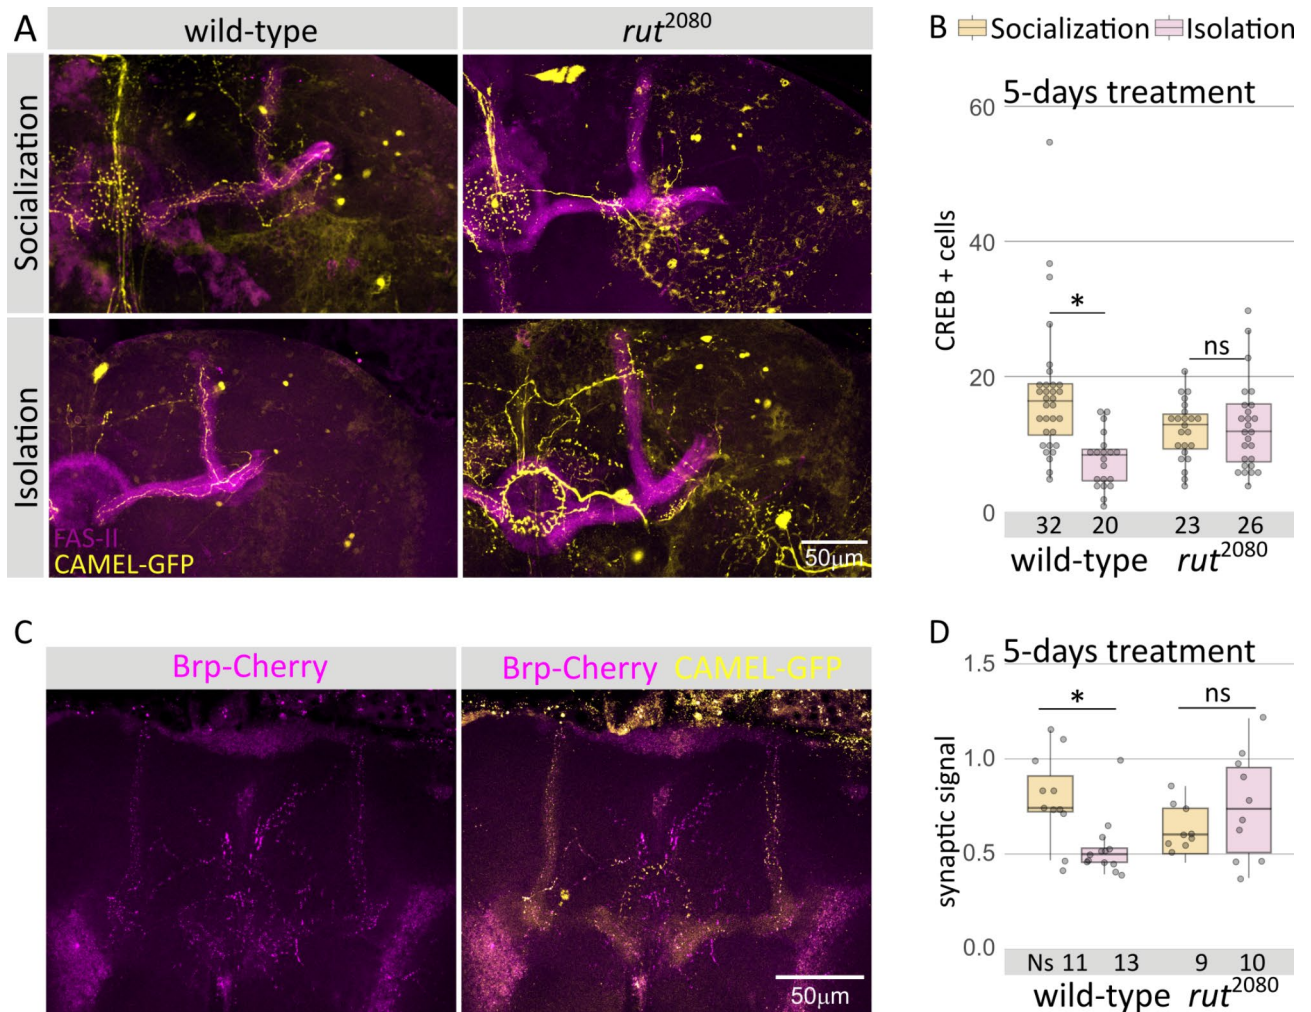 A
wild-type
rut2080
Socialization
Isolation
FAS-II
CAMEL-GFP
50μm
B
Socialization Isolation
5-days treatment
60
40
20
0
CREB + cells
*
ns
32 20 23 26
wild-type rut2080
C
Brp-Cherry
Brp-Cherry CAMEL-GFP
50μm
D
5-days treatment
1.5
1.0
0.5
0.0
synaptic signal
*
ns
Ns 11 13 9 10
wild-type rut2080